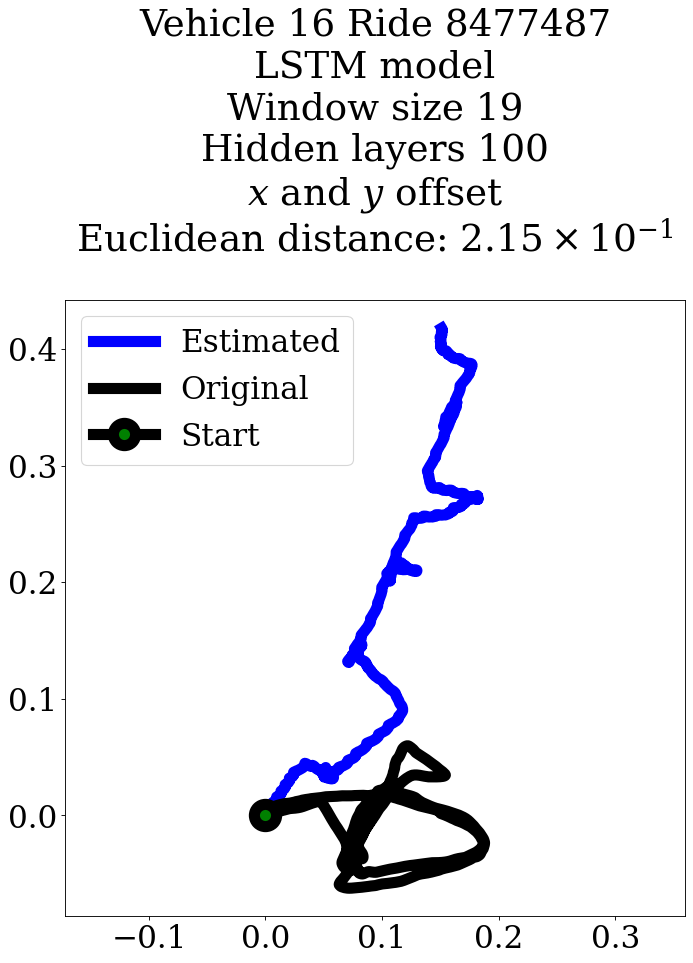 Vehicle 16 Ride 8477487
LSTM model
Window size 19
Hidden layers 100
x and y offset
Euclidean distance: 2.15 × 10⁻¹
Estimated
Original
Start
0.4
0.3
0.2
0.1
0.0
−0.1 0.0 0.1 0.2 0.3